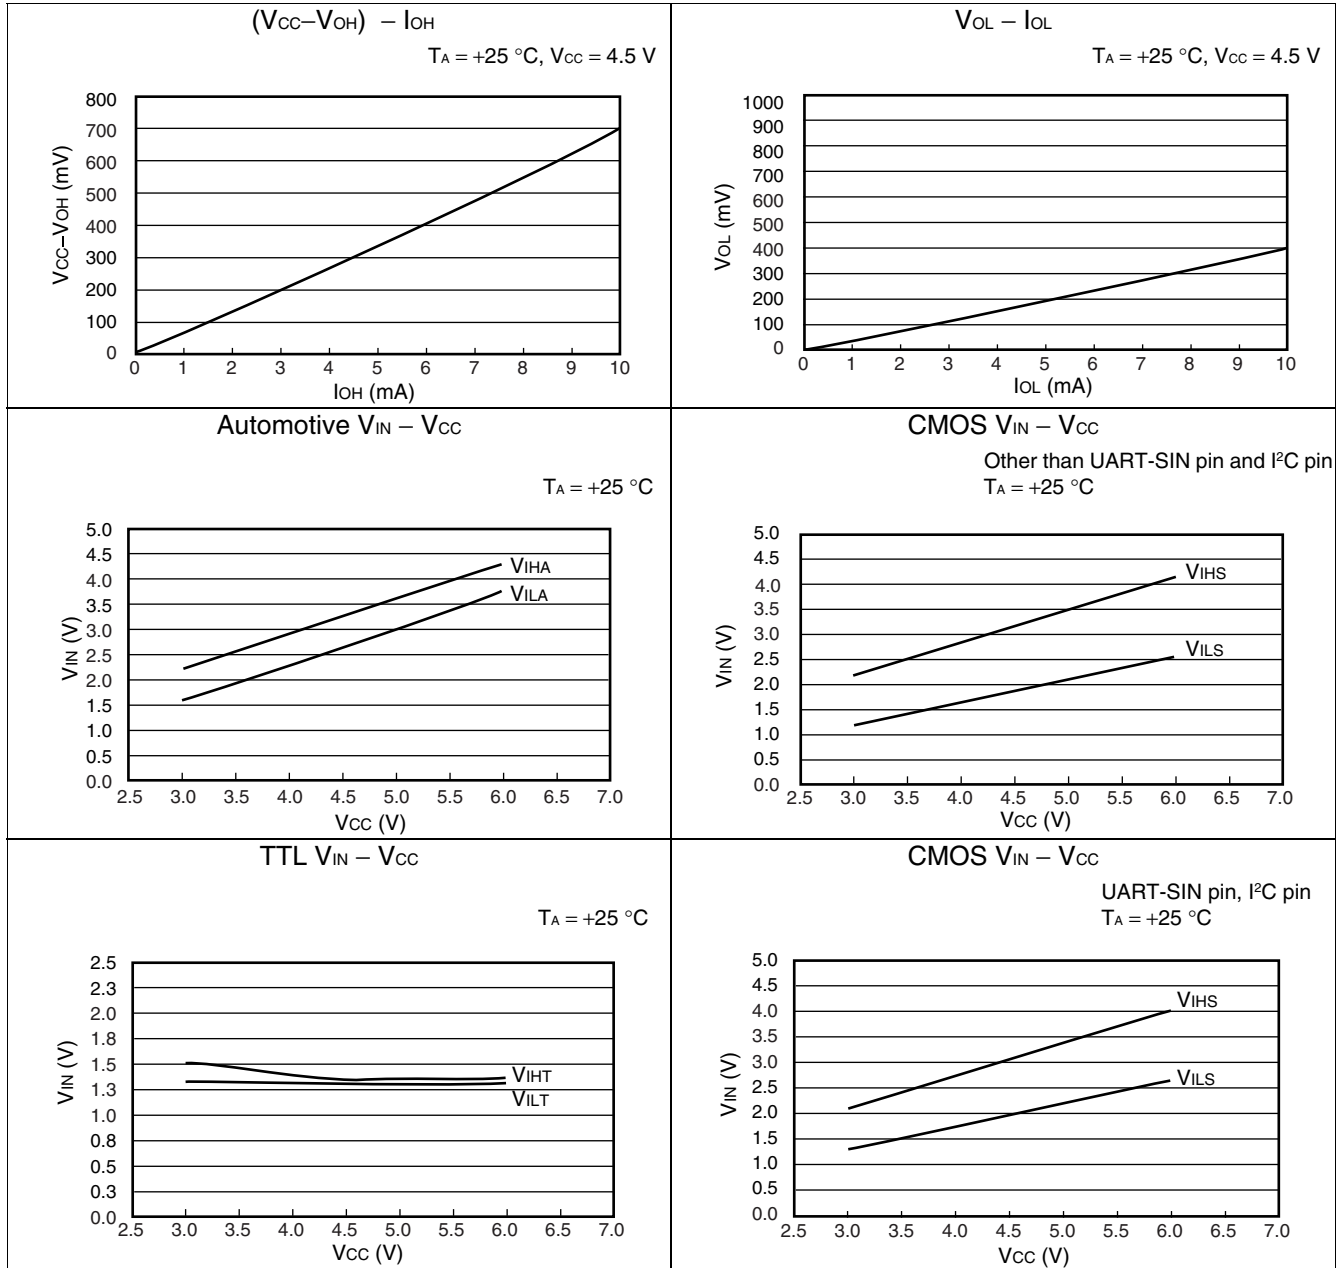 (VCC–VOH) – IOH
TA = +25 °C, VCC = 4.5 V
800
700
600
500
400
300
200
100
0
VCC–VOH (mV)
0 1 2 3 4 5 6 7 8 9 10
IOH (mA)
VOL – IOL
TA = +25 °C, VCC = 4.5 V
1000
900
800
700
600
500
400
300
200
100
0
VOL (mV)
0 1 2 3 4 5 6 7 8 9 10
IOL (mA)
Automotive VIN – VCC
TA = +25 °C
5.0
4.5
4.0
3.5
3.0
2.5
2.0
1.5
1.0
0.5
0.0
VIN (V)
VIHA
VILA
2.5 3.0 3.5 4.0 4.5 5.0 5.5 6.0 6.5 7.0
VCC (V)
CMOS VIN – VCC
Other than UART-SIN pin and I²C pin
TA = +25 °C
5.0
4.5
4.0
3.5
3.0
2.5
2.0
1.5
1.0
0.5
0.0
VIN (V)
VIHS
VILS
2.5 3.0 3.5 4.0 4.5 5.0 5.5 6.0 6.5 7.0
VCC (V)
TTL VIN – VCC
TA = +25 °C
2.5
2.3
2.0
1.8
1.5
1.3
1.0
0.8
0.5
0.3
0.0
VIN (V)
VIHT
VILT
2.5 3.0 3.5 4.0 4.5 5.0 5.5 6.0 6.5 7.0
VCC (V)
CMOS VIN – VCC
UART-SIN pin, I²C pin
TA = +25 °C
5.0
4.5
4.0
3.5
3.0
2.5
2.0
1.5
1.0
0.5
0.0
VIN (V)
VIHS
VILS
2.5 3.0 3.5 4.0 4.5 5.0 5.5 6.0 6.5 7.0
VCC (V)